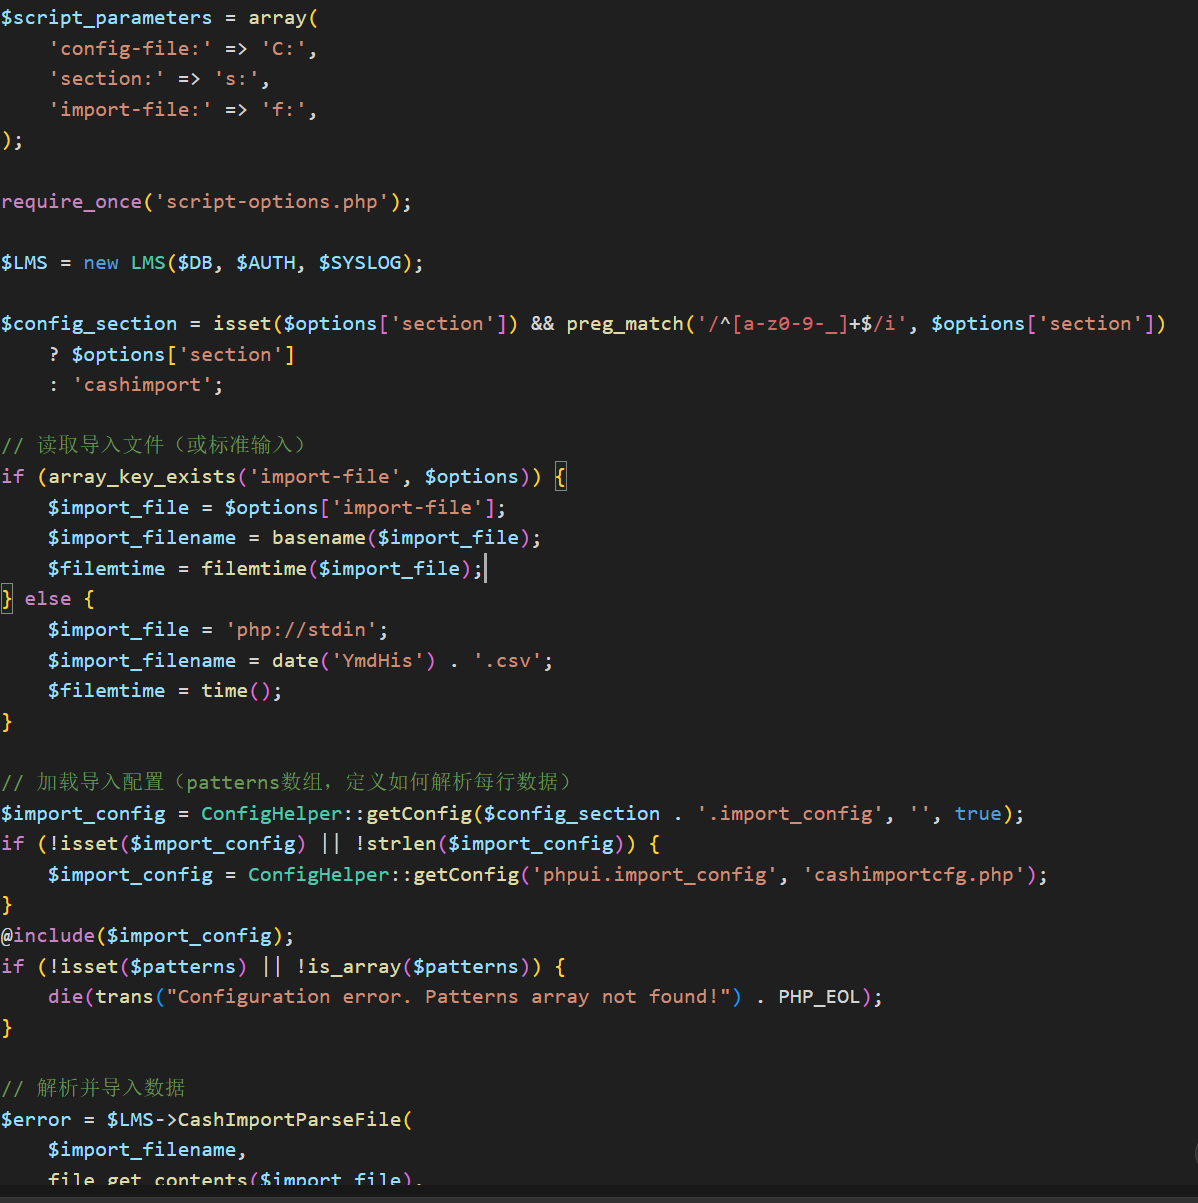 $script_parameters = array(
    'config-file:' => 'C:',
    'section:' => 's:',
    'import-file:' => 'f:',
);

require_once('script-options.php');

$LMS = new LMS($DB, $AUTH, $SYSLOG);

$config_section = isset($options['section']) && preg_match('/^[a-z0-9-_]+$/i', $options['section'])
    ? $options['section']
    : 'cashimport';

// 读取导入文件（或标准输入）
if (array_key_exists('import-file', $options)) {
    $import_file = $options['import-file'];
    $import_filename = basename($import_file);
    $filemtime = filemtime($import_file);
} else {
    $import_file = 'php://stdin';
    $import_filename = date('YmdHis') . '.csv';
    $filemtime = time();
}

// 加载导入配置（patterns数组，定义如何解析每行数据）
$import_config = ConfigHelper::getConfig($config_section . '.import_config', '', true);
if (!isset($import_config) || !strlen($import_config)) {
    $import_config = ConfigHelper::getConfig('phpui.import_config', 'cashimportcfg.php');
}
@include($import_config);
if (!isset($patterns) || !is_array($patterns)) {
    die(trans("Configuration error. Patterns array not found!") . PHP_EOL);
}

// 解析并导入数据
$error = $LMS->CashImportParseFile(
    $import_filename,
    file_get_contents($import_file),